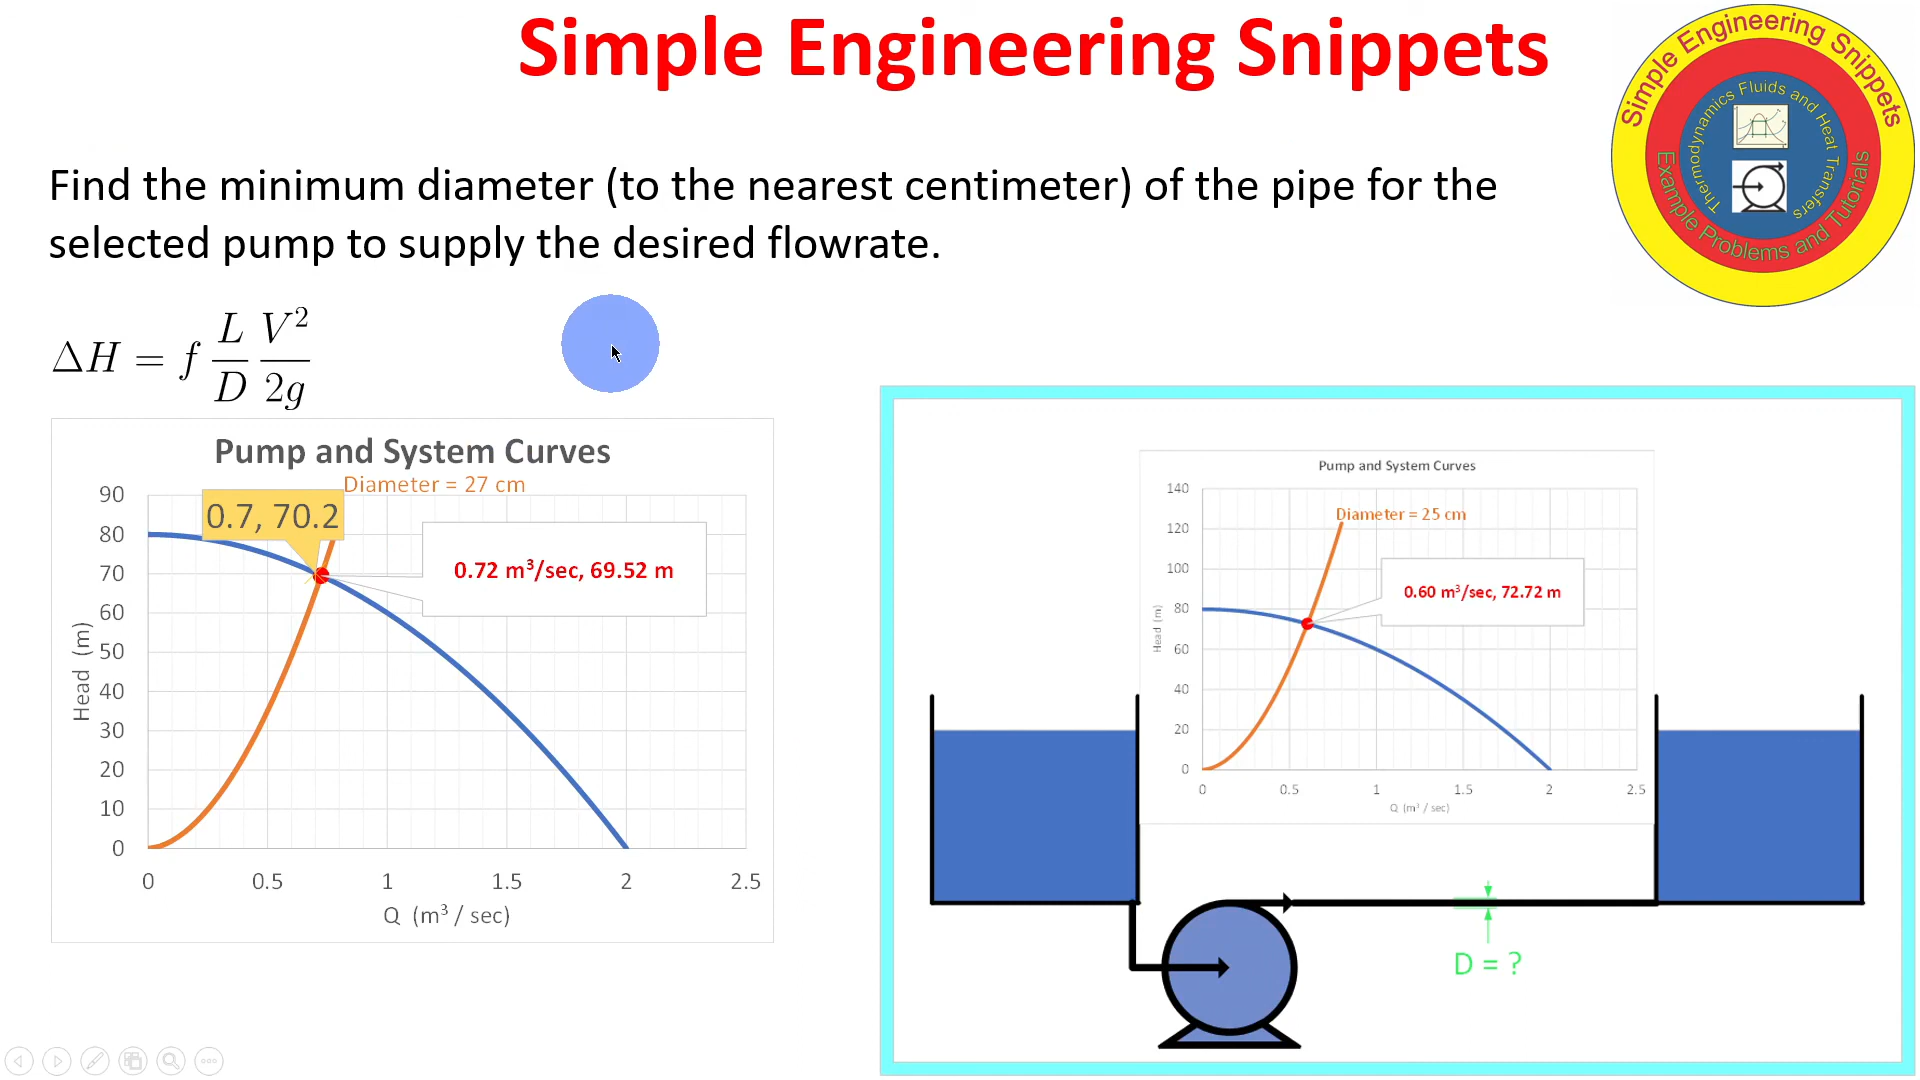 Simple Engineering Snippets
Simple Engineering Snippets
Thermodynamics Fluids and Heat Transfers
Example Problems and Tutorials
Find the minimum diameter (to the nearest centimeter) of the pipe for the
selected pump to supply the desired flowrate.
ΔH = f L/D V²/2g
Pump and System Curves
Diameter = 27 cm
0.7, 70.2
0.72 m³/sec, 69.52 m
90
80
70
60
50
40
30
20
10
0
Head (m)
0 0.5 1 1.5 2 2.5
Q (m³ / sec)
Pump and System Curves
Diameter = 25 cm
0.60 m³/sec, 72.72 m
140
120
100
80
60
40
20
0
Head (m)
0 0.5 1 1.5 2 2.5
Q (m³ / sec)
D = ?